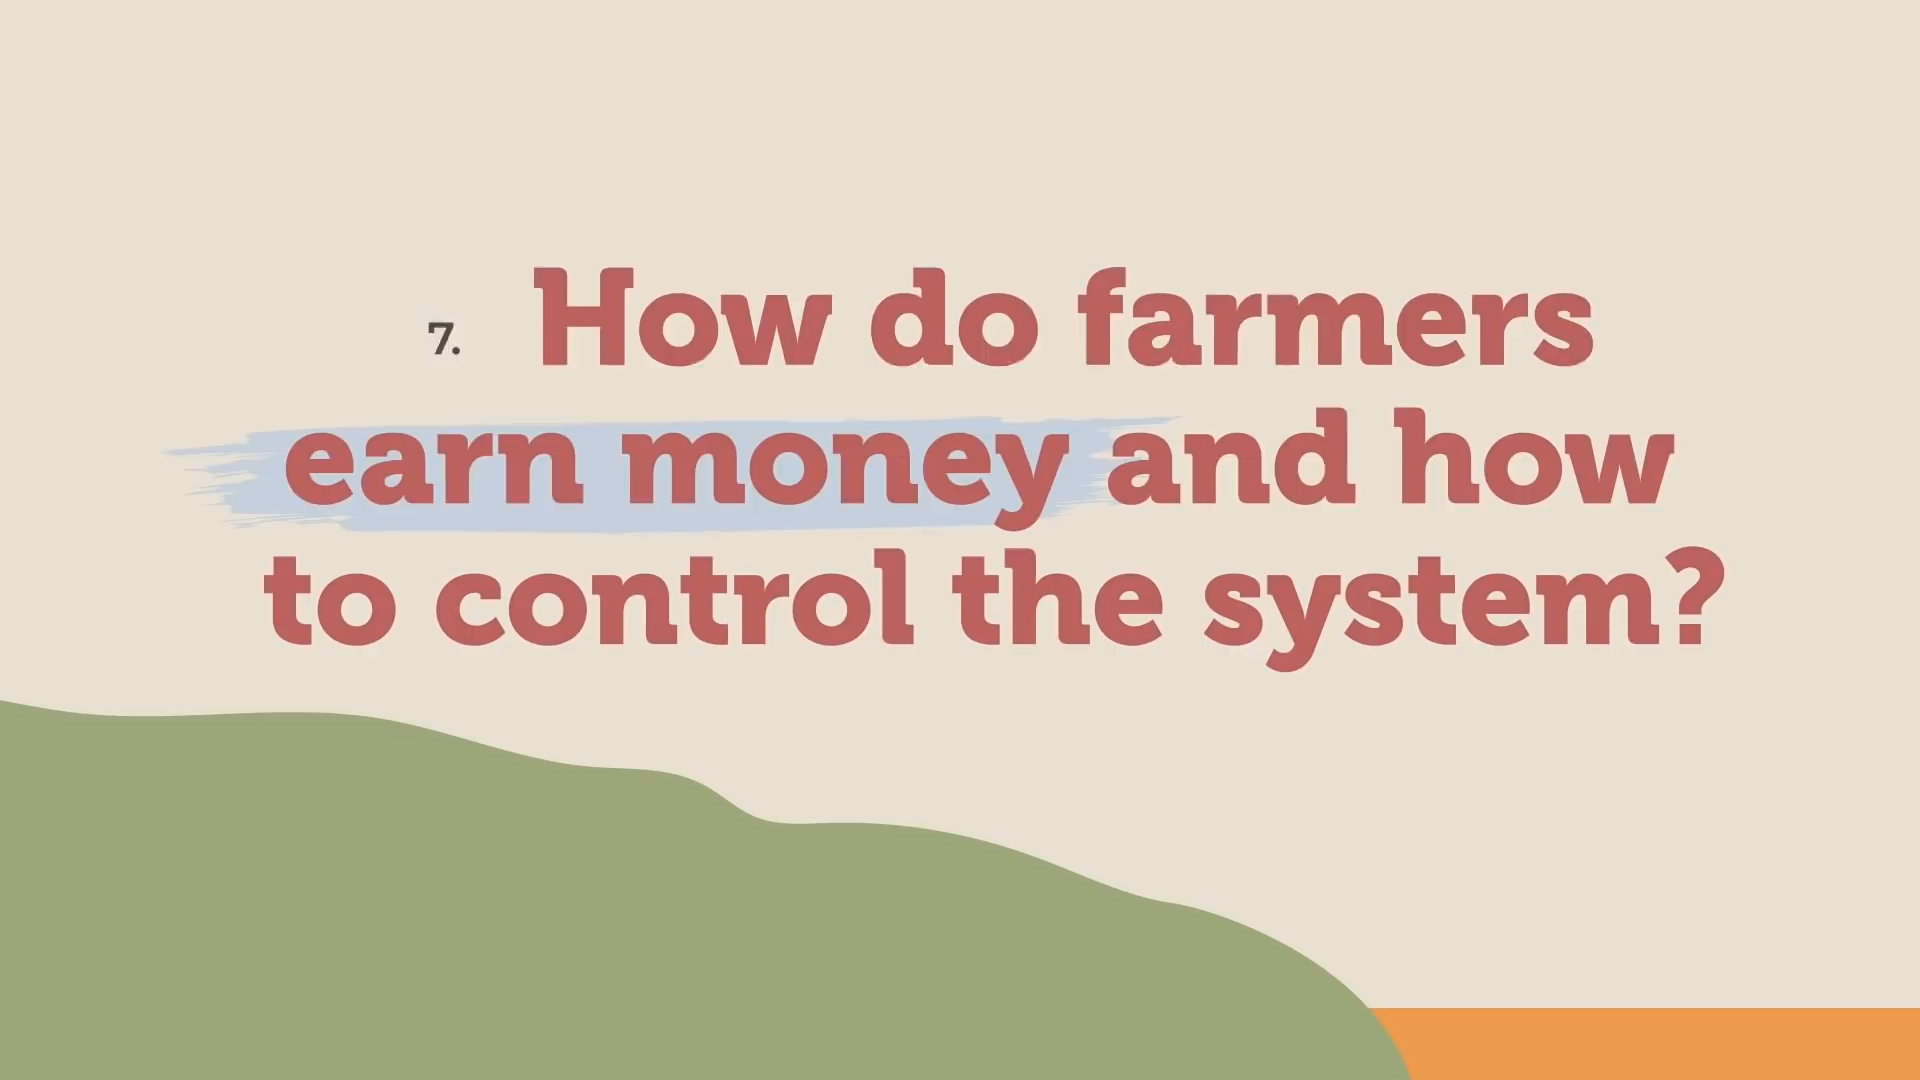 7. How do farmers
earn money and how
to control the system?